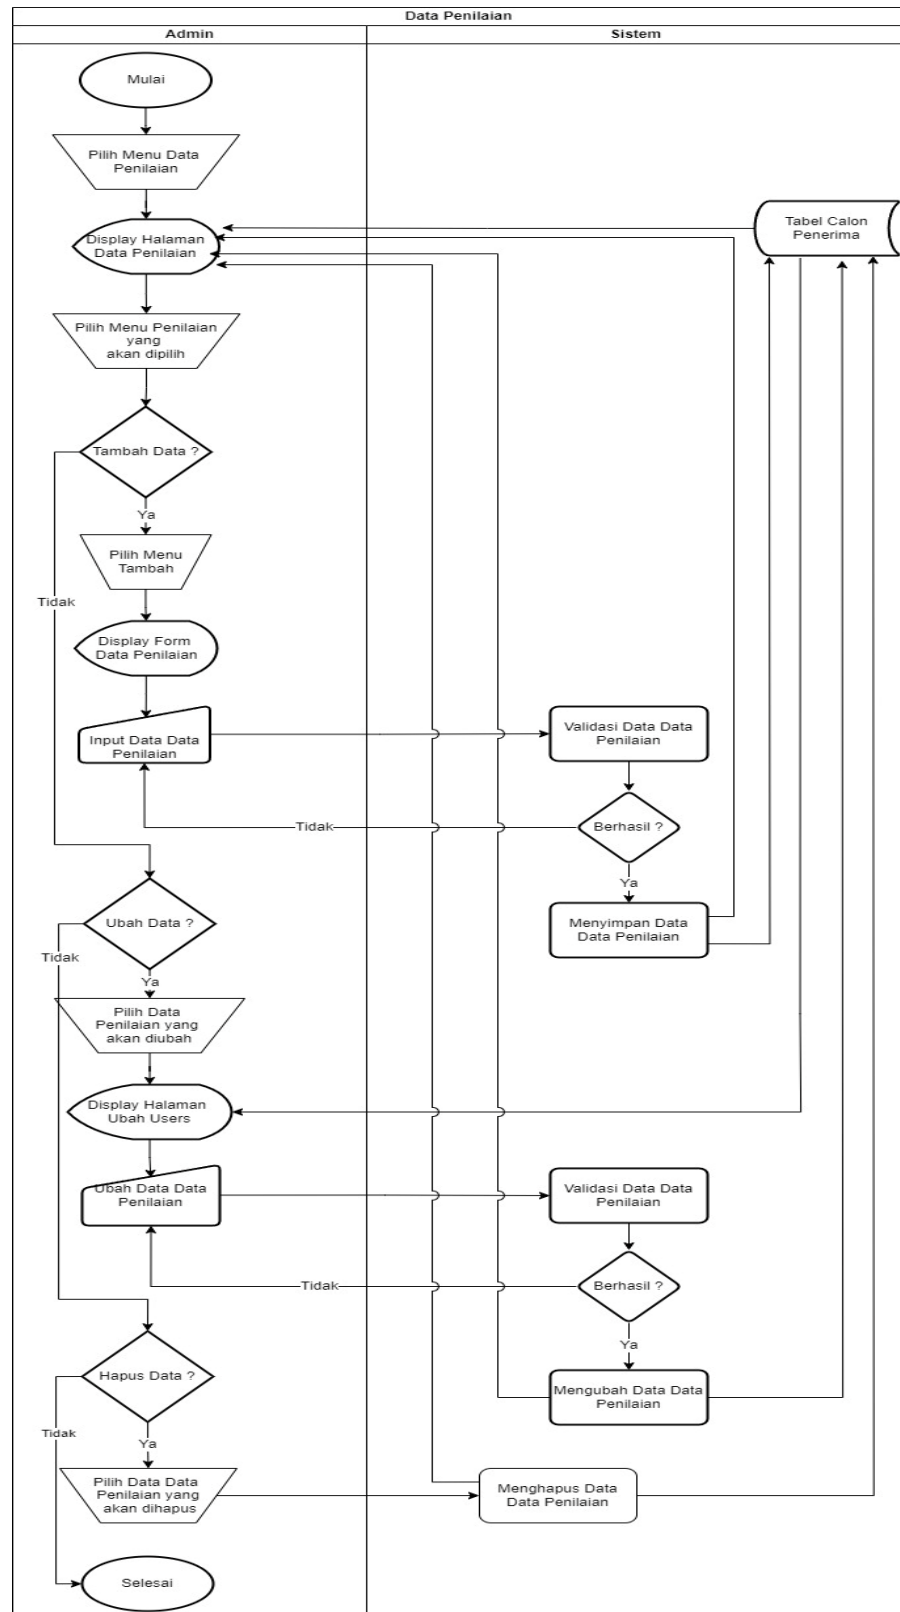 Data Penilaian
Admin
Sistem
Mulai
Pilih Menu Data
Penilaian
Display Halaman
Data Penilaian
Tabel Calon
Penerima
Pilih Menu Penilaian
yang
akan dipilih
Tambah Data ?
Ya
Pilih Menu
Tambah
Tidak
Display Form
Data Penilaian
Input Data Data
Penilaian
Validasi Data Data
Penilaian
Tidak
Berhasil ?
Ya
Menyimpan Data
Data Penilaian
Ubah Data ?
Tidak
Ya
Pilih Data
Penilaian yang
akan diubah
Display Halaman
Ubah Users
Ubah Data Data
Penilaian
Validasi Data Data
Penilaian
Tidak
Berhasil ?
Ya
Mengubah Data Data
Penilaian
Hapus Data ?
Tidak
Ya
Pilih Data Data
Penilaian yang
akan dihapus
Menghapus Data
Data Penilaian
Selesai